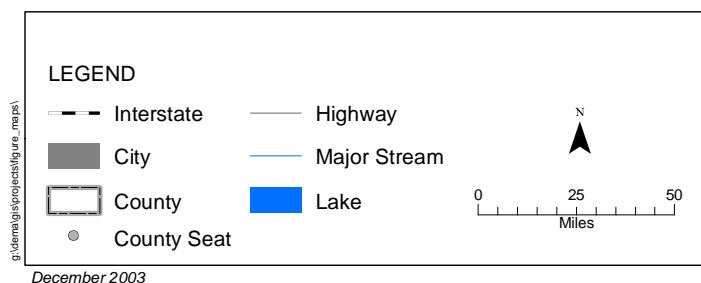 LEGEND
Interstate
Highway
City
Major Stream
County
Lake
County Seat
N
0 25 50
Miles
g:\dema\gis\projects\figure_maps\
December 2003